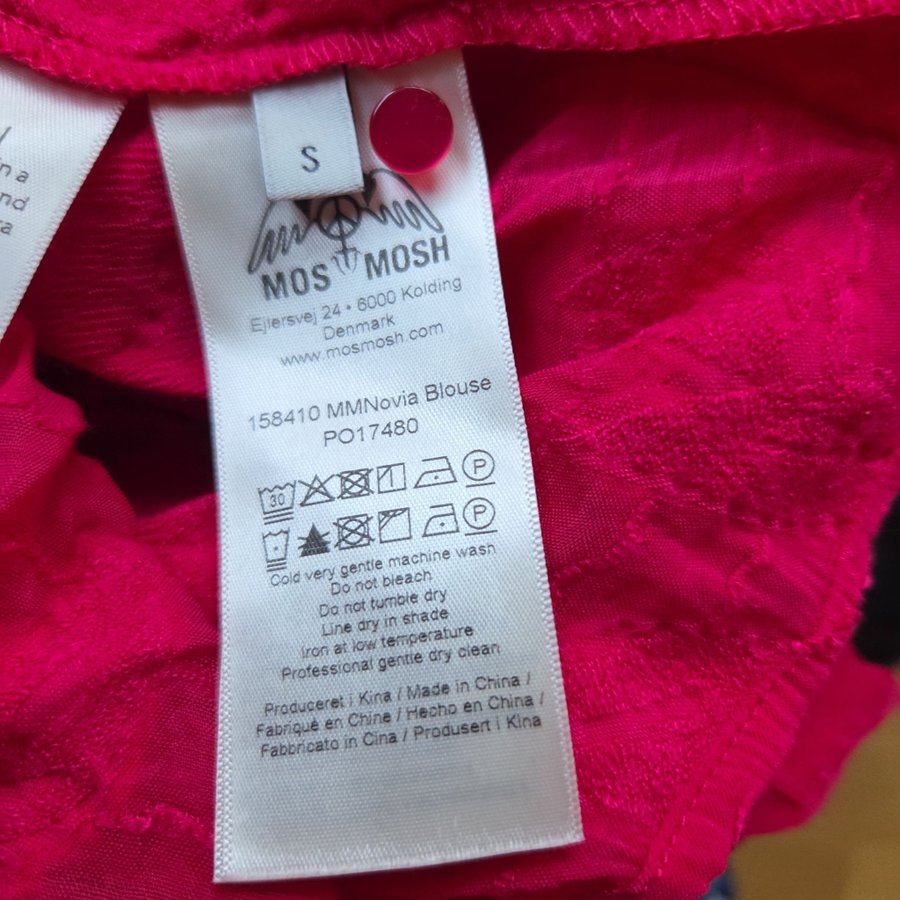 S
MOS MOSH
Ejlersvej 24 • 6000 Kolding
Denmark
www.mosmosh.com
158410 MMNovia Blouse
PO17480
30
P
P
Cold very gentle machine wash
Do not bleach
Do not tumble dry
Line dry in shade
Iron at low temperature
Professional gentle dry clean
Produceret i Kina / Made in China /
Fabriqué en Chine / Hecho en China /
Fabbricato in Cina / Produsert i Kina
in a